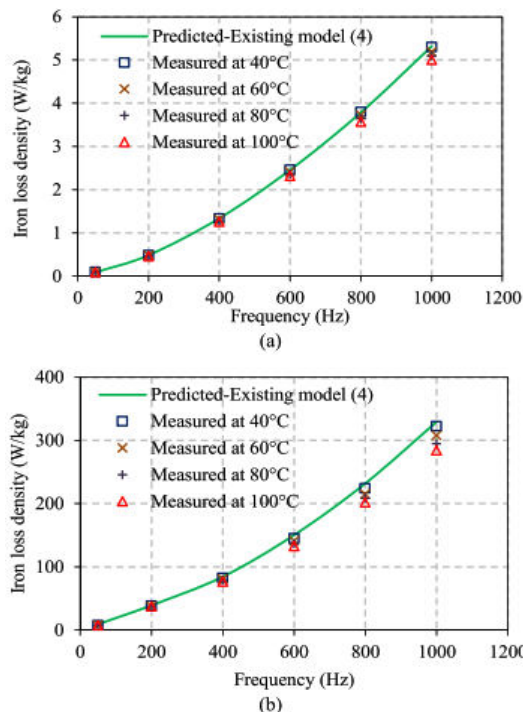 6
5
4
3
2
1
0
Iron loss density (W/kg)
Predicted-Existing model (4)
Measured at 40°C
Measured at 60°C
Measured at 80°C
Measured at 100°C
0 200 400 600 800 1000 1200
Frequency (Hz)
(a)
400
300
200
100
0
Iron loss density (W/kg)
Predicted-Existing model (4)
Measured at 40°C
Measured at 60°C
Measured at 80°C
Measured at 100°C
0 200 400 600 800 1000 1200
Frequency (Hz)
(b)